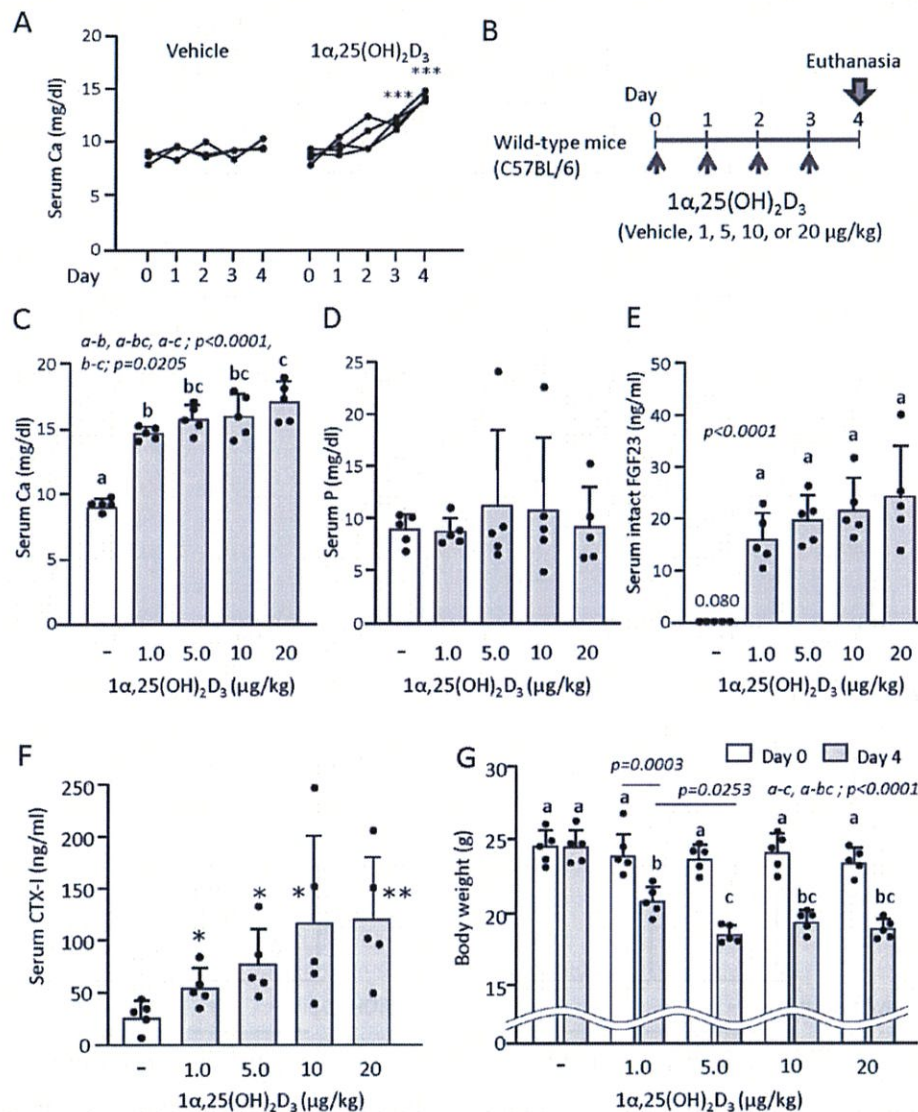 A
Vehicle
1α,25(OH)₂D₃
***
***
Serum Ca (mg/dl)
20
15
10
5
0
Day
0 1 2 3 4 0 1 2 3 4
B
Euthanasia
Day
0 1 2 3 4
Wild-type mice
(C57BL/6)
1α,25(OH)₂D₃
(Vehicle, 1, 5, 10, or 20 µg/kg)
C
a-b, a-bc, a-c ; p<0.0001,
b-c; p=0.0205
Serum Ca (mg/dl)
20
15
10
5
0
a b bc bc c
– 1.0 5.0 10 20
1α,25(OH)₂D₃ (µg/kg)
D
Serum P (mg/dl)
25
20
15
10
5
0
– 1.0 5.0 10 20
1α,25(OH)₂D₃ (µg/kg)
E
Serum intact FGF23 (ng/ml)
50
40
30
20
10
0
p<0.0001
0.080
a a a a
– 1.0 5.0 10 20
1α,25(OH)₂D₃ (µg/kg)
F
Serum CTX-I (ng/ml)
250
200
150
100
50
0
* * * **
– 1.0 5.0 10 20
1α,25(OH)₂D₃ (µg/kg)
G
Day 0 Day 4
p=0.0003
p=0.0253
a-c, a-bc ; p<0.0001
Body weight (g)
30
25
20
15
0
a a a b a c a bc a bc
– 1.0 5.0 10 20
1α,25(OH)₂D₃ (µg/kg)